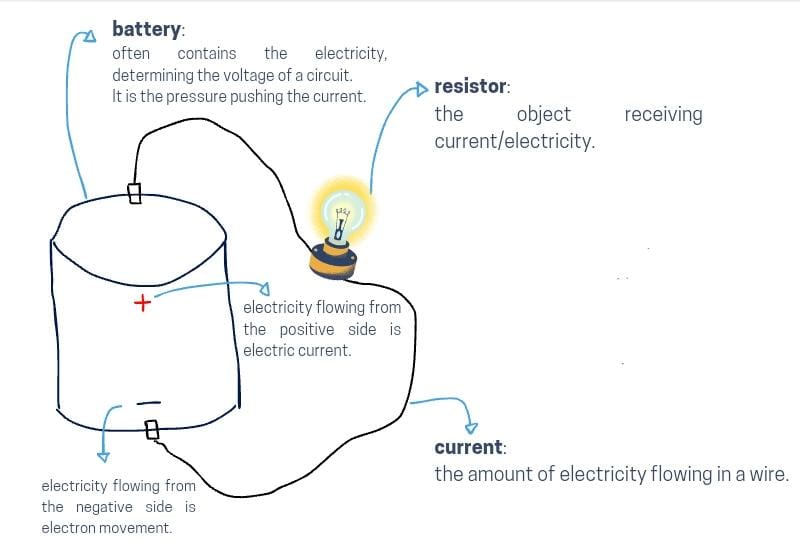 battery:
often contains the electricity,
determining the voltage of a circuit.
It is the pressure pushing the current.
resistor:
the object receiving
current/electricity.
+
electricity flowing from
the positive side is
electric current.
−
current:
the amount of electricity flowing in a wire.
electricity flowing from
the negative side is
electron movement.